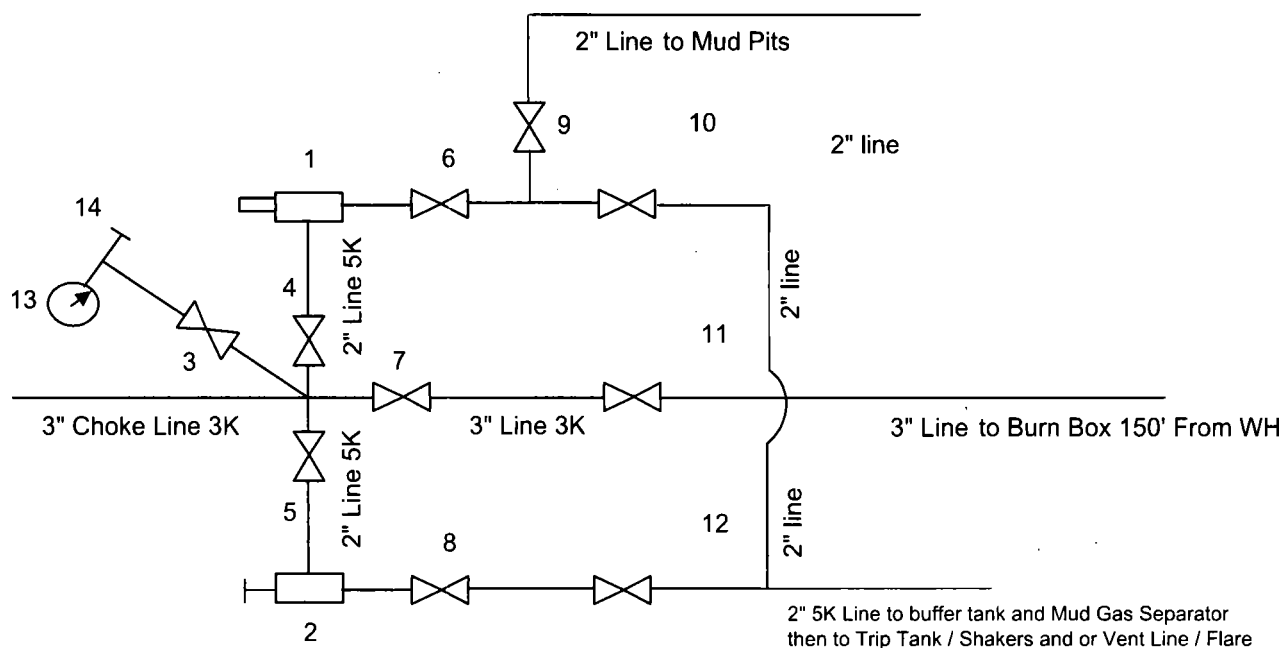 2" Line to Mud Pits
9
10
2" line
1
6
14
13
4
2" Line 5K
2" line
3
7
11
3" Choke Line 3K
3" Line 3K
3" Line to Burn Box 150' From WH
5
2" Line 5K
8
12
2" line
2
2" 5K Line to buffer tank and Mud Gas Separator
then to Trip Tank / Shakers and or Vent Line / Flare